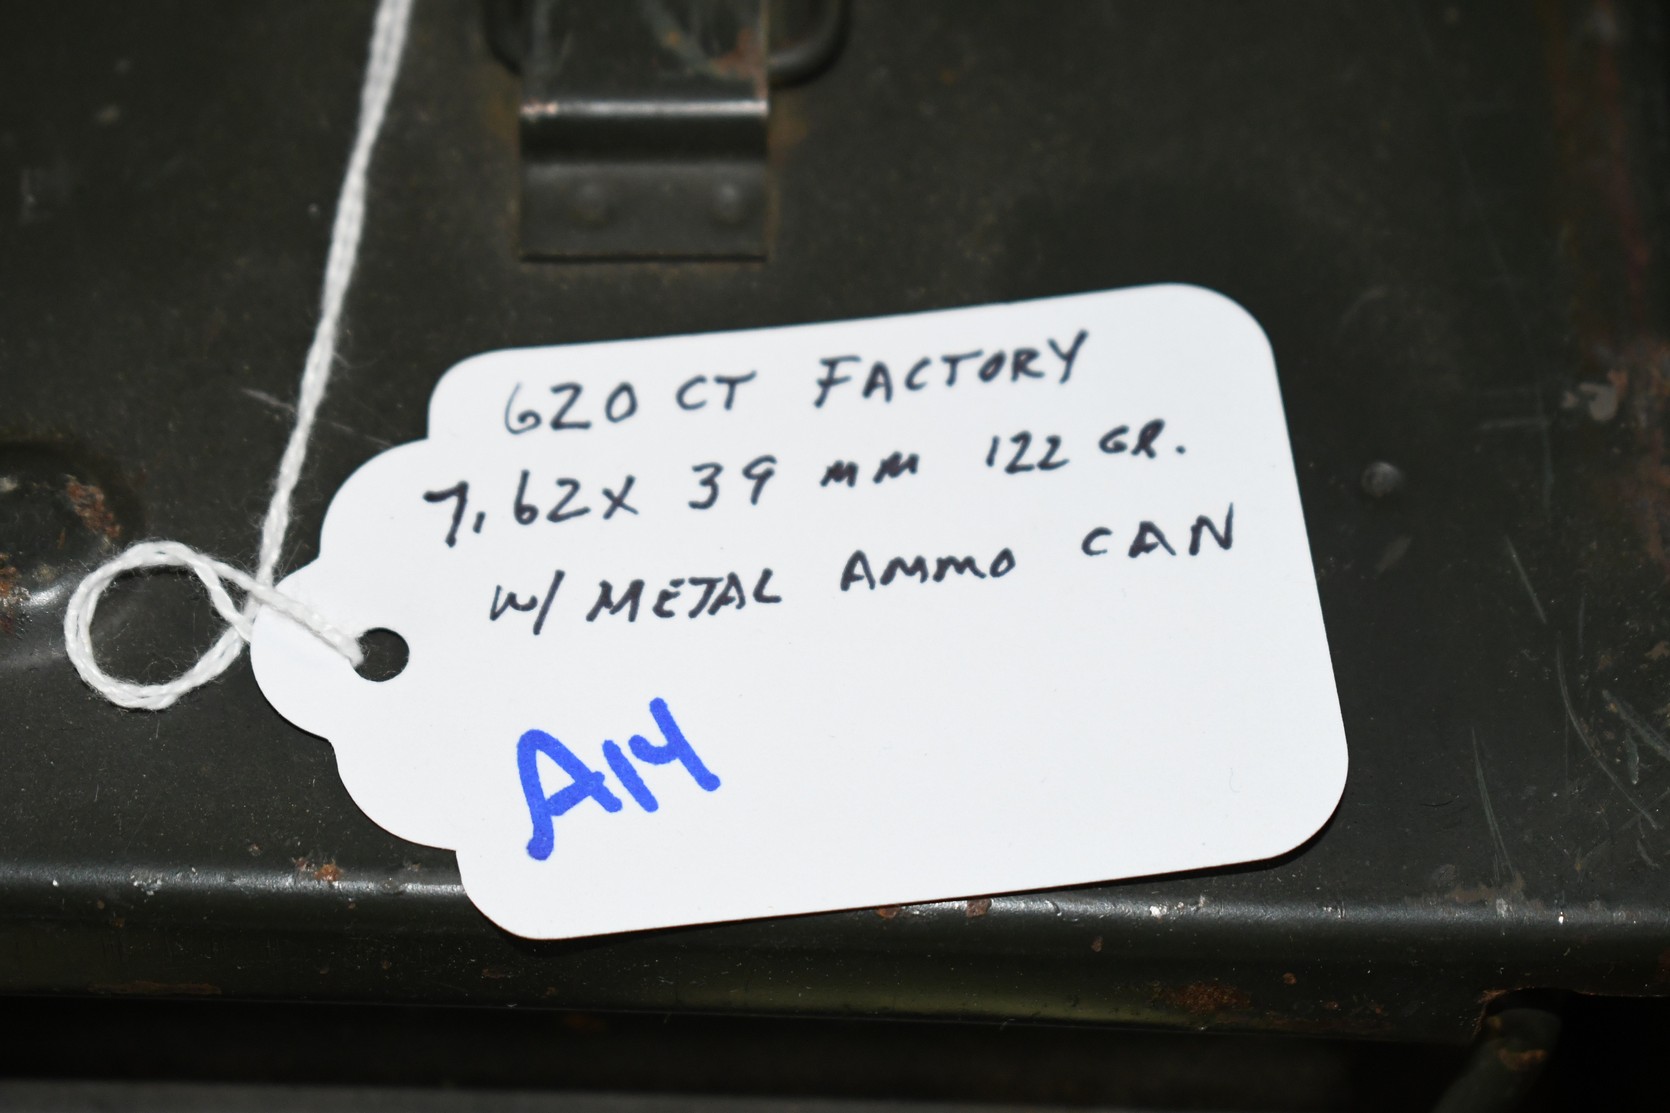 620 CT FACTORY
7.62X 39 MM 122 GR.
W/ METAL AMMO CAN
A14